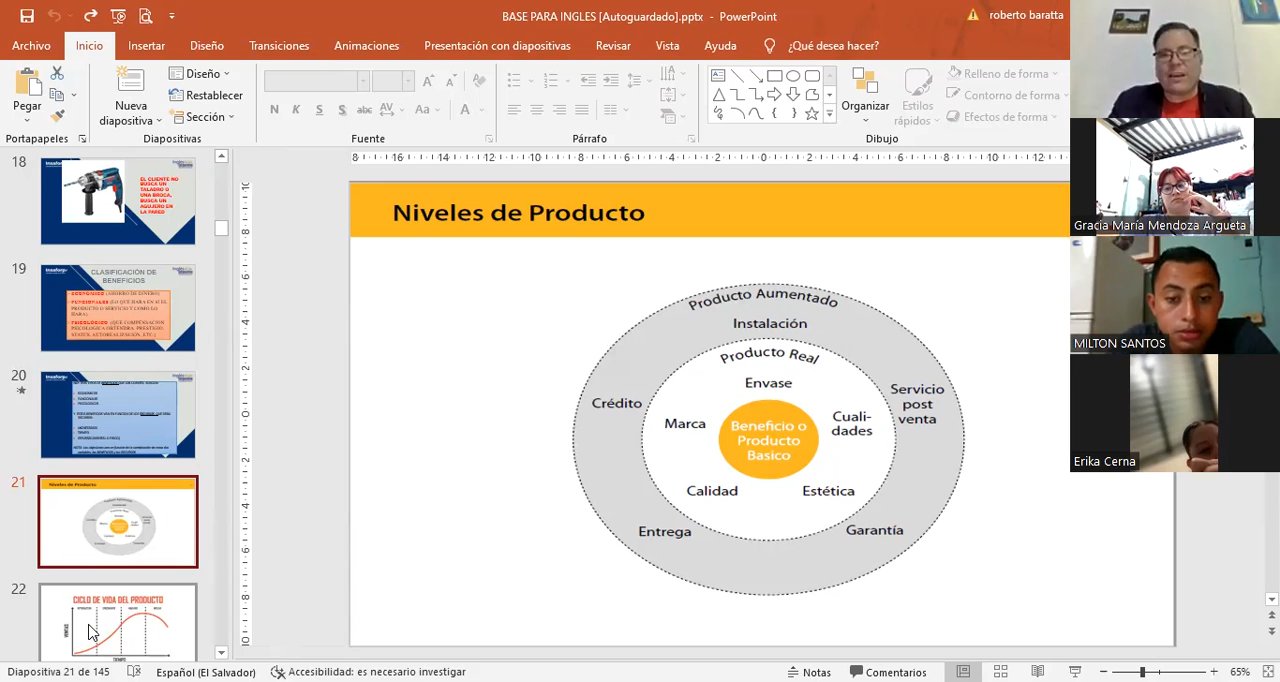 BASE PARA INGLES [Autoguardado].pptx - PowerPoint
roberto baratta
Archivo
Inicio
Insertar
Diseño
Transiciones
Animaciones
Presentación con diapositivas
Revisar
Vista
Ayuda
¿Qué desea hacer?
Pegar
Nueva
diapositiva
Diseño
Restablecer
Sección
N K S S abc AV Aa A
Organizar
Estilos
rápidos
Relleno de forma
Contorno de forma
Efectos de forma
Portapapeles
Diapositivas
Fuente
Párrafo
Dibujo
18
EL CLIENTE NO
BUSCA UN
TALADRO O
UNA BROCA,
BUSCA UN
AGUJERO EN
LA PARED
19
CLASIFICACIÓN DE
BENEFICIOS
20
21
Niveles de Producto
22
CICLO DE VIDA DEL PRODUCTO
VENTAS
TIEMPO
Niveles de Producto
Producto Aumentado
Instalación
Producto Real
Envase
Crédito
Servicio
post
venta
Marca
Cuali-
dades
Beneficio o
Producto
Basico
Calidad
Estética
Entrega
Garantía
Gracia María Mendoza Argueta
MILTON SANTOS
Erika Cerna
Diapositiva 21 de 145
Español (El Salvador)
Accesibilidad: es necesario investigar
Notas
Comentarios
65%